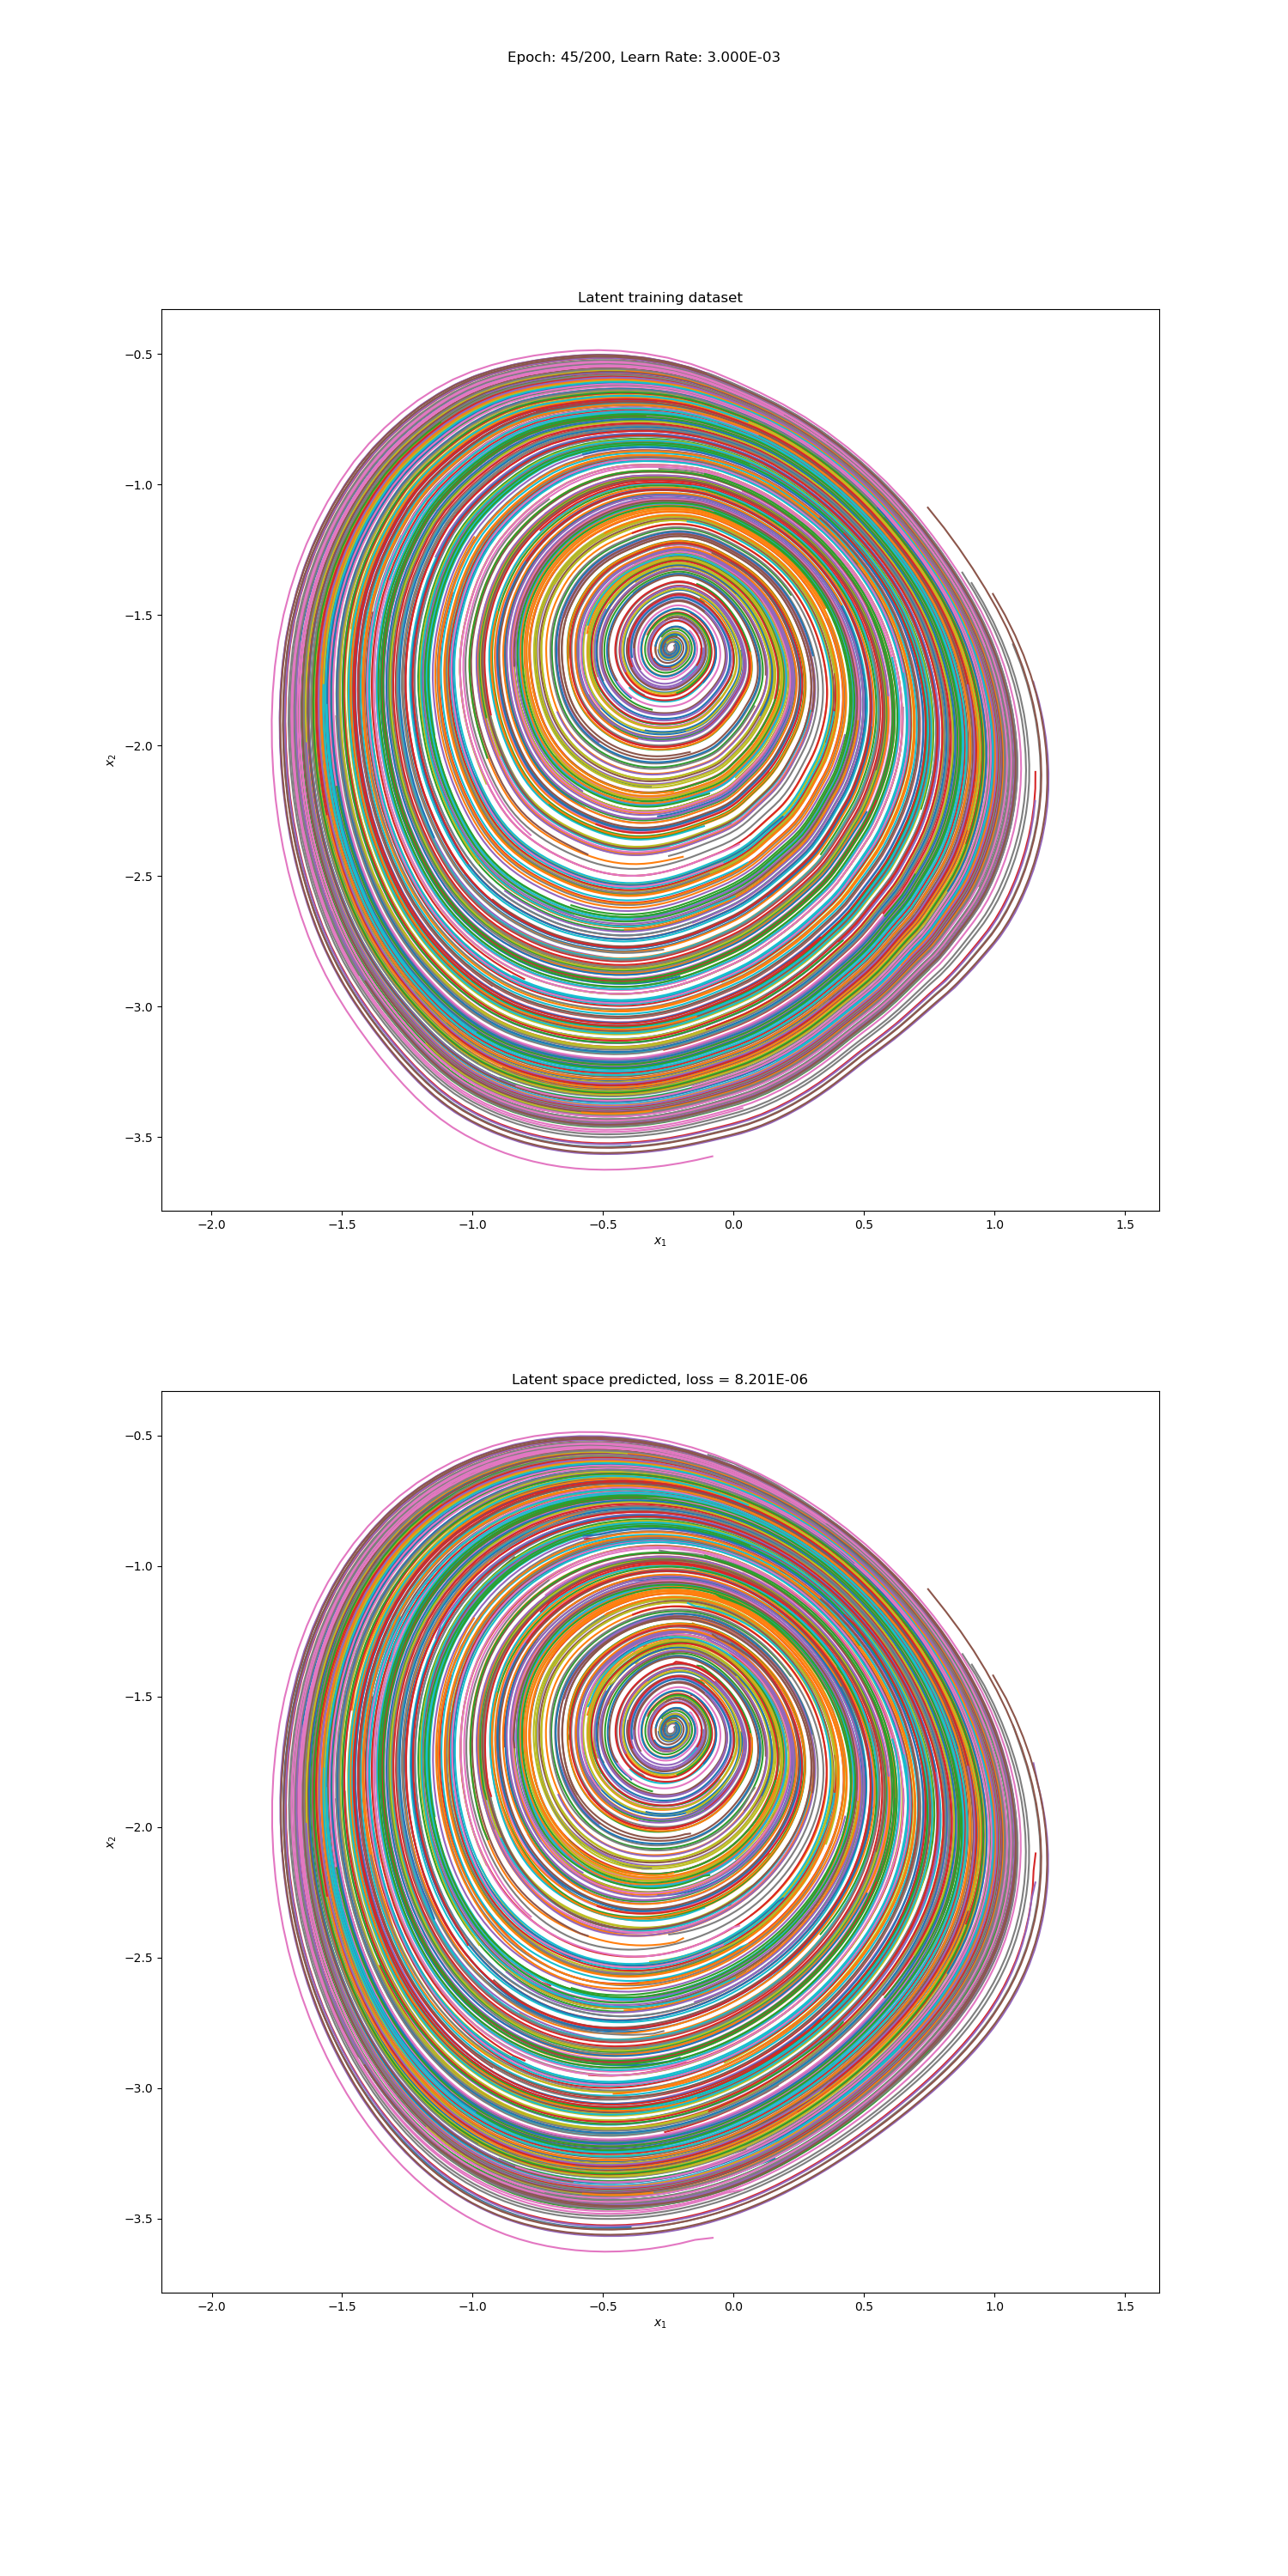 Epoch: 45/200, Learn Rate: 3.000E-03
Latent training dataset
−0.5
−1.0
−1.5
−2.0
−2.5
−3.0
−3.5
x₂
−2.0 −1.5 −1.0 −0.5 0.0 0.5 1.0 1.5
x₁
Latent space predicted, loss = 8.201E-06
−0.5
−1.0
−1.5
−2.0
−2.5
−3.0
−3.5
x₂
−2.0 −1.5 −1.0 −0.5 0.0 0.5 1.0 1.5
x₁